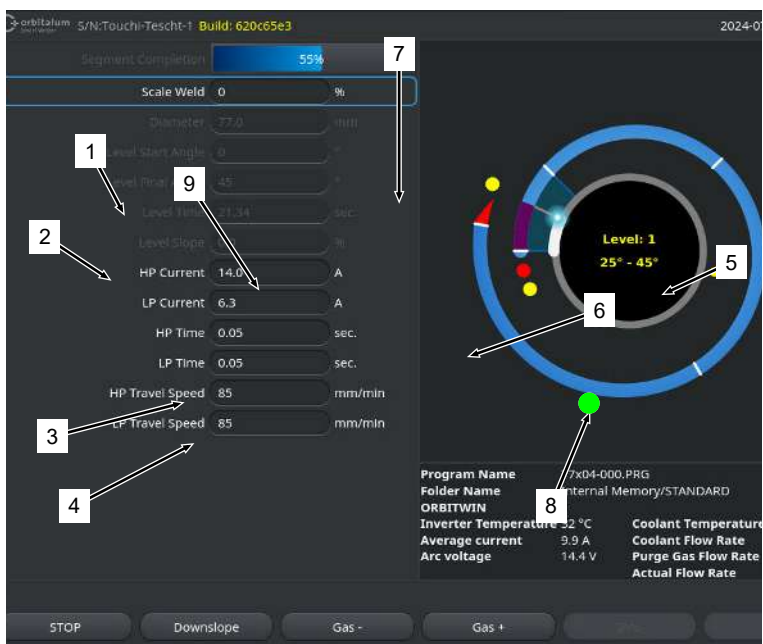 orbitalum S/N:Touchi-Tescht-1 Build: 620c65e3 2024-0
Segment Completion 55%
7
Scale Weld 0 %
Diameter 77.0 mm
1
Level Start Angle 0 °
Level Final 45 °
9
Level Time 21.34 sec.
2
Level Slope %
HP Current 14.0 A
LP Current 6.3 A
HP Time 0.05 sec.
LP Time 0.05 sec.
HP Travel Speed 85 mm/min
3
LP Travel Speed 85 mm/min
4
Level: 1
25° - 45°
5
6
8
Program Name 7x04-000.PRG
Folder Name Internal Memory/STANDARD
ORBITWIN
Inverter Temperature 32 °C Coolant Temperature
Average current 9.9 A Coolant Flow Rate
Arc voltage 14.4 V Purge Gas Flow Rate
Actual Flow Rate
STOP Downslope Gas - Gas +